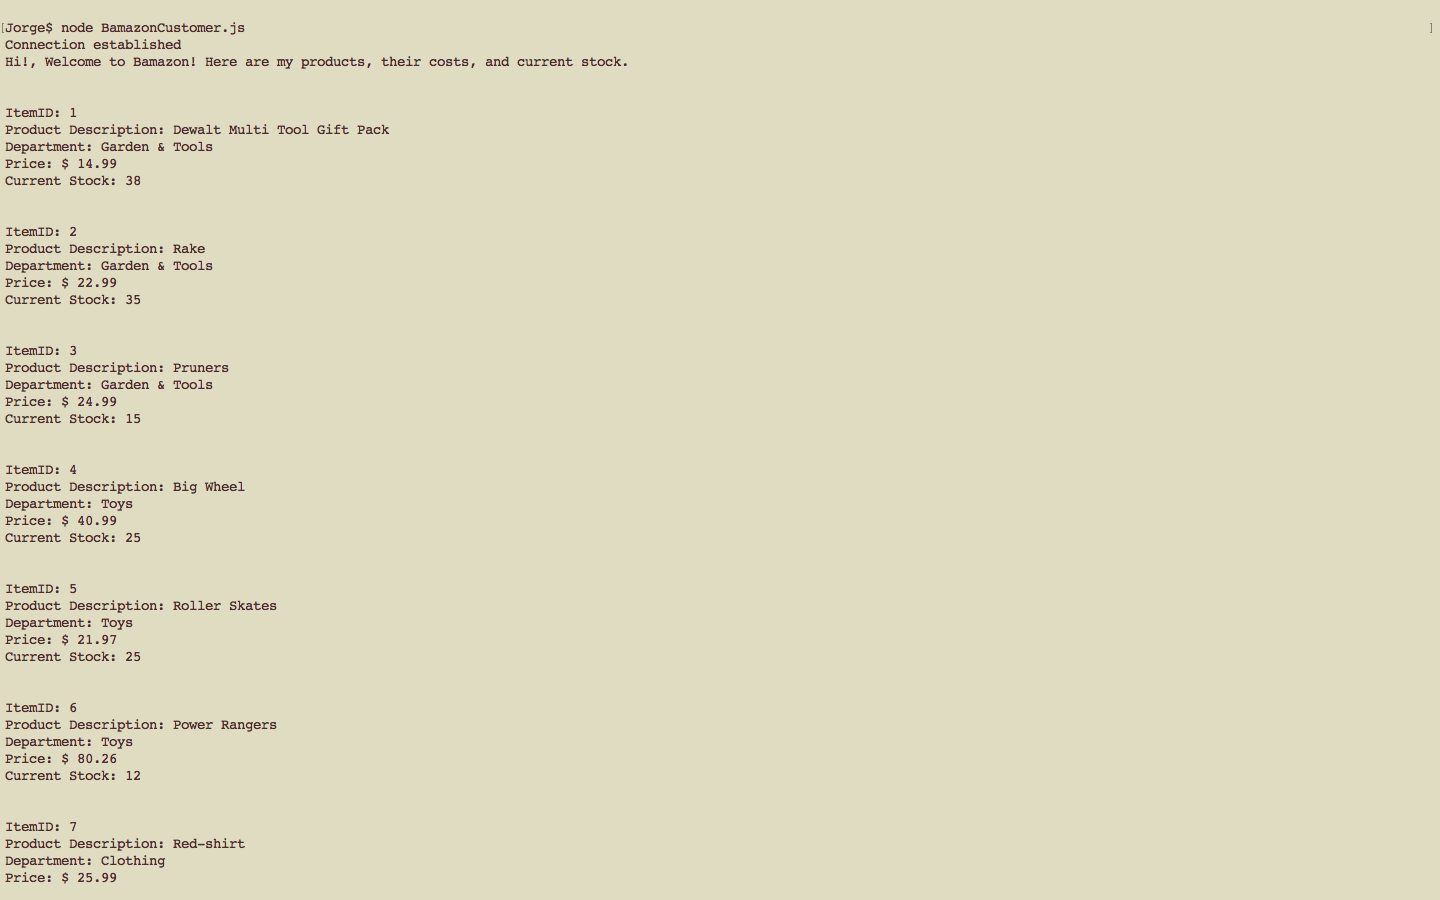 [Jorge$ node BamazonCustomer.js ]
Connection established
Hi!, Welcome to Bamazon! Here are my products, their costs, and current stock.
ItemID: 1
Product Description: Dewalt Multi Tool Gift Pack
Department: Garden & Tools
Price: $ 14.99
Current Stock: 38
ItemID: 2
Product Description: Rake
Department: Garden & Tools
Price: $ 22.99
Current Stock: 35
ItemID: 3
Product Description: Pruners
Department: Garden & Tools
Price: $ 24.99
Current Stock: 15
ItemID: 4
Product Description: Big Wheel
Department: Toys
Price: $ 40.99
Current Stock: 25
ItemID: 5
Product Description: Roller Skates
Department: Toys
Price: $ 21.97
Current Stock: 25
ItemID: 6
Product Description: Power Rangers
Department: Toys
Price: $ 80.26
Current Stock: 12
ItemID: 7
Product Description: Red-shirt
Department: Clothing
Price: $ 25.99